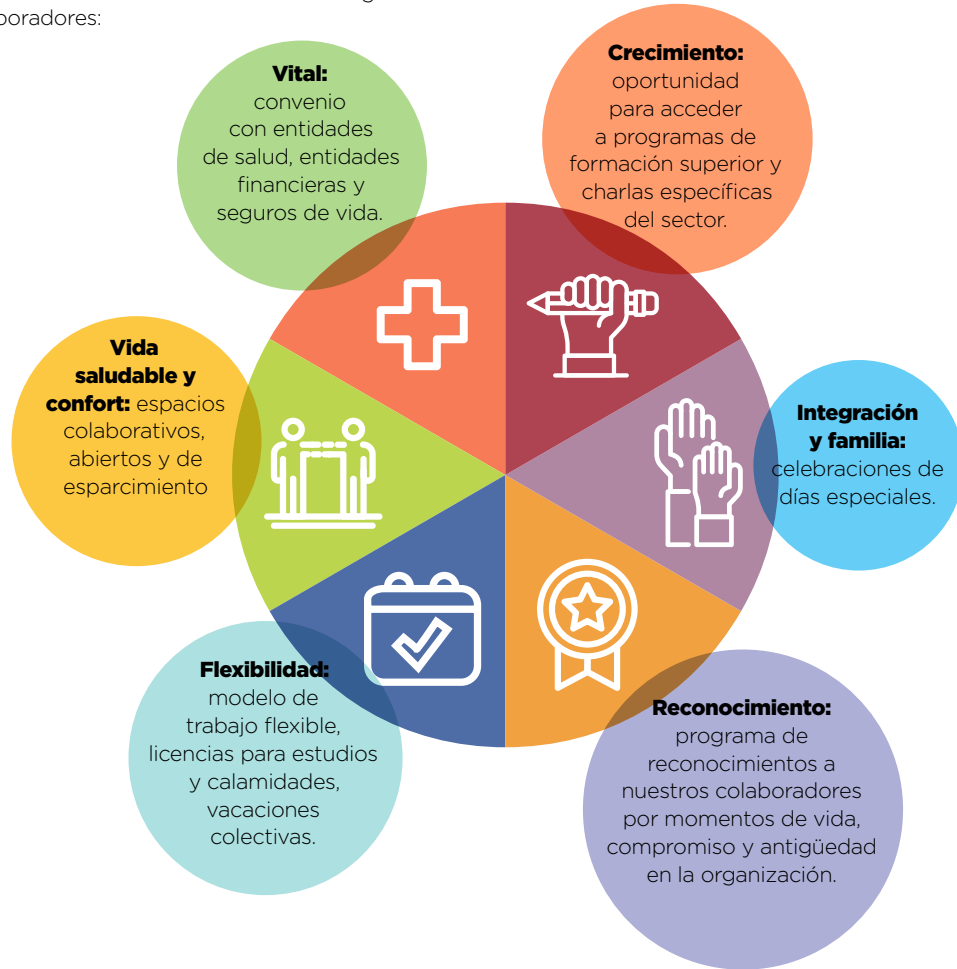 boradores:
Vital:
convenio
con entidades
de salud, entidades
financieras y
seguros de vida.
Crecimiento:
oportunidad
para acceder
a programas de
formación superior y
charlas específicas
del sector.
Vida
saludable y
confort: espacios
colaborativos,
abiertos y de
esparcimiento
Integración
y familia:
celebraciones de
días especiales.
Flexibilidad:
modelo de
trabajo flexible,
licencias para estudios
y calamidades,
vacaciones
colectivas.
Reconocimiento:
programa de
reconocimientos a
nuestros colaboradores
por momentos de vida,
compromiso y antigüedad
en la organización.